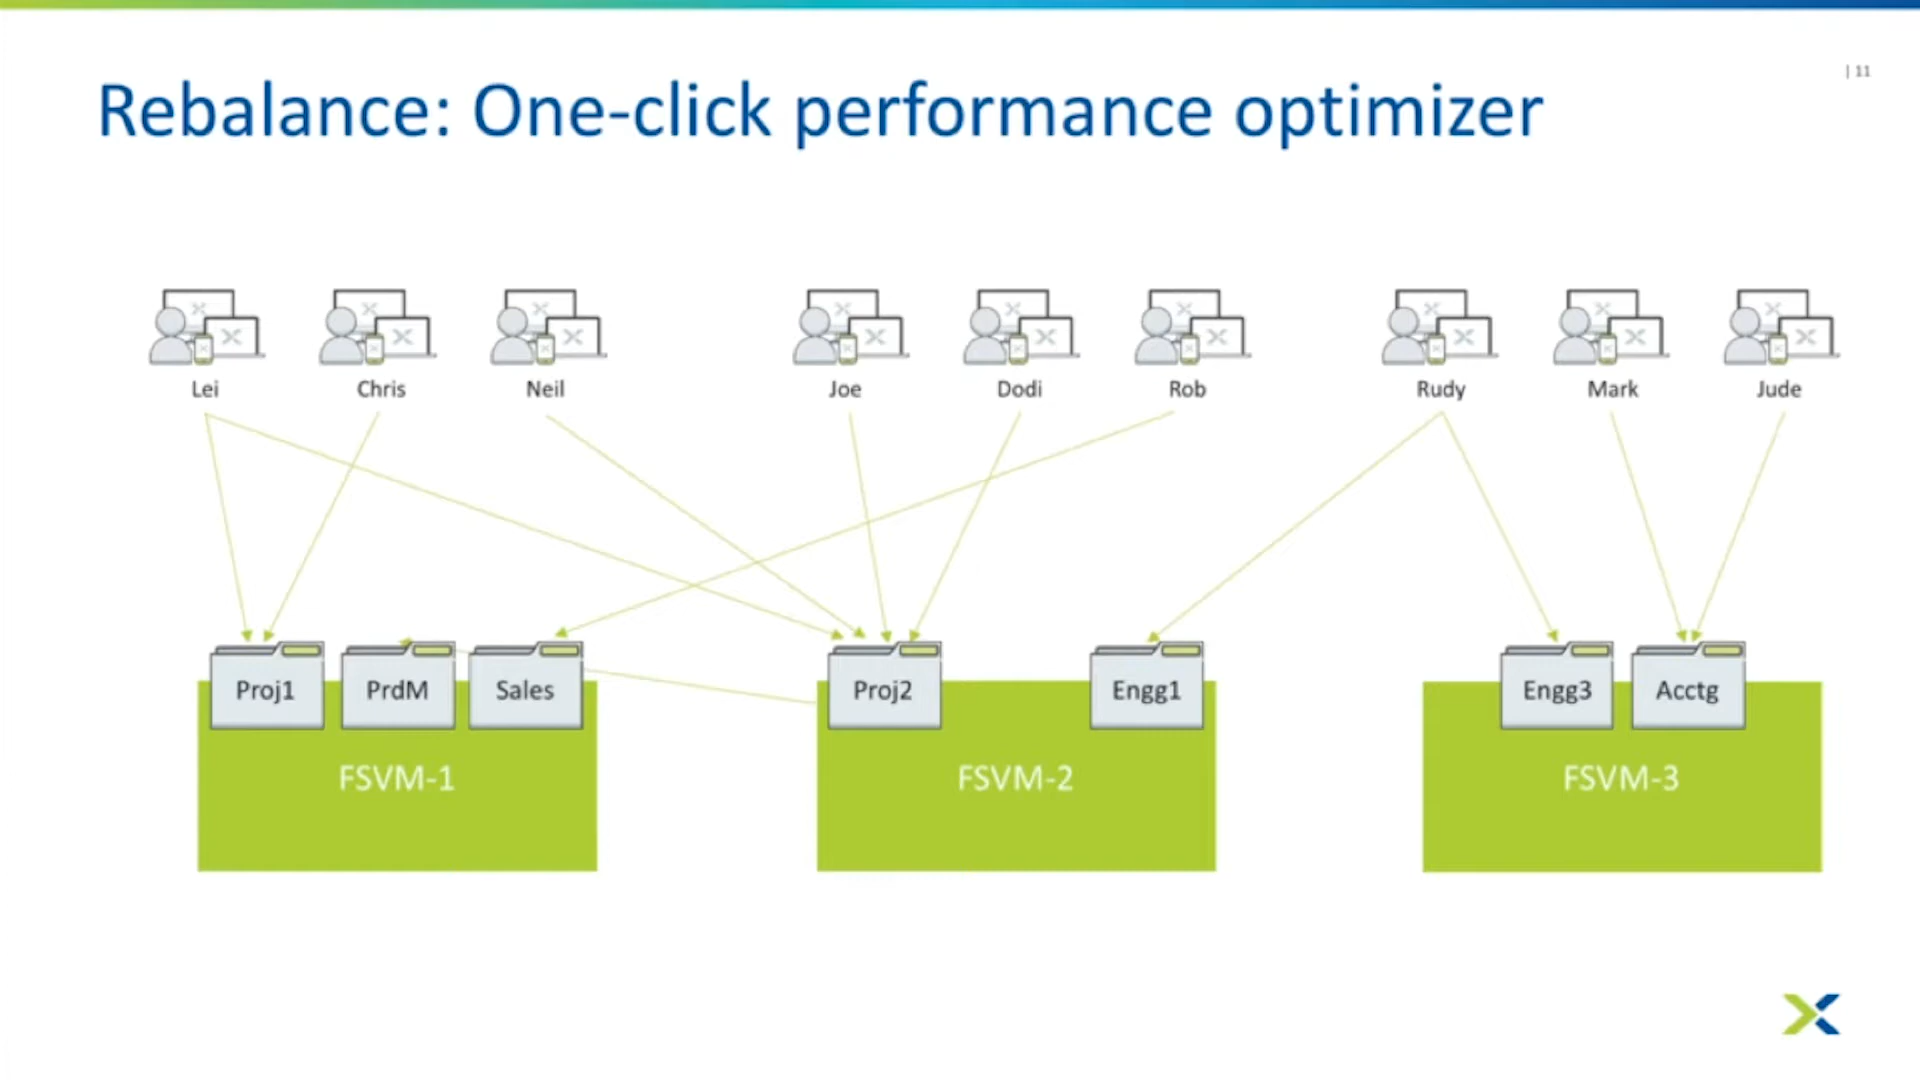 | 11
Rebalance: One-click performance optimizer
Lei
Chris
Neil
Joe
Dodi
Rob
Rudy
Mark
Jude
Proj1
PrdM
Sales
Proj2
Engg1
Engg3
Acctg
FSVM-1
FSVM-2
FSVM-3